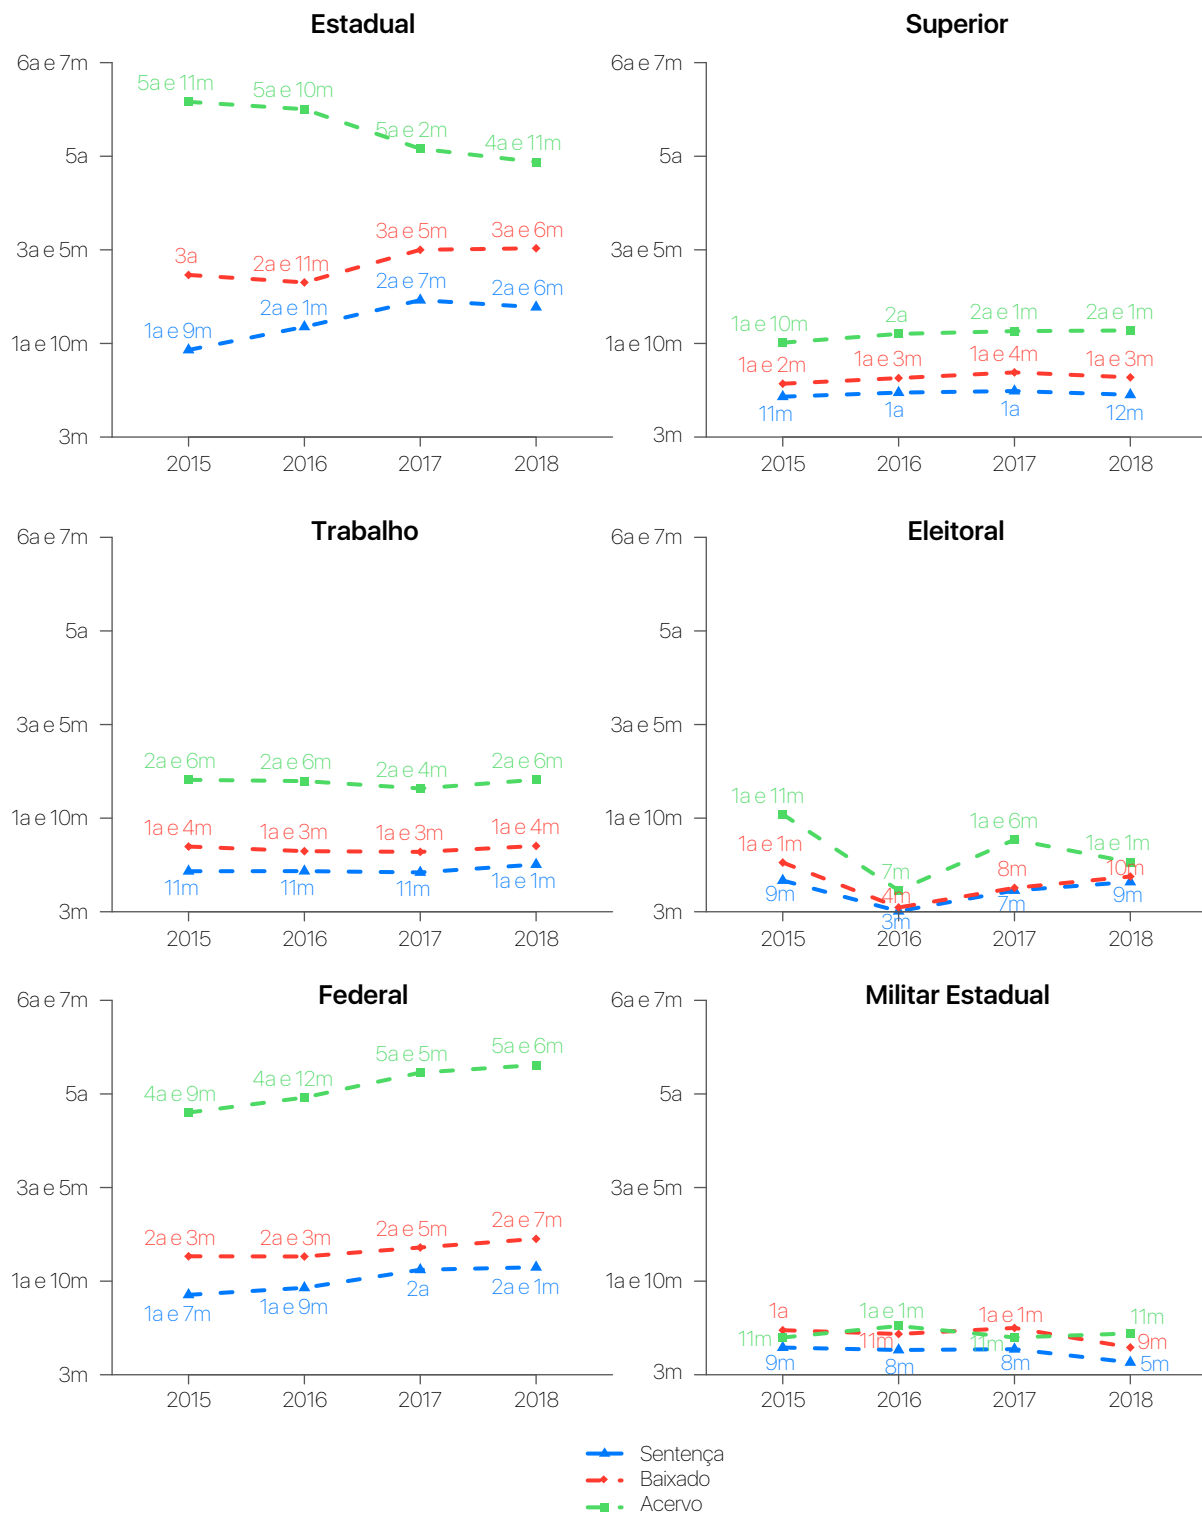 Estadual
6a e 7m
5a
3a e 5m
1a e 10m
3m
5a e 11m
5a e 10m
5a e 2m
4a e 11m
3a
2a e 11m
3a e 5m
3a e 6m
1a e 9m
2a e 1m
2a e 7m
2a e 6m
2015 2016 2017 2018
Superior
6a e 7m
5a
3a e 5m
1a e 10m
3m
1a e 10m
2a
2a e 1m
2a e 1m
1a e 2m
1a e 3m
1a e 4m
1a e 3m
11m
1a
1a
12m
2015 2016 2017 2018
Trabalho
6a e 7m
5a
3a e 5m
1a e 10m
3m
2a e 6m
2a e 6m
2a e 4m
2a e 6m
1a e 4m
1a e 3m
1a e 3m
1a e 4m
11m
11m
11m
1a e 1m
2015 2016 2017 2018
Eleitoral
6a e 7m
5a
3a e 5m
1a e 10m
3m
1a e 11m
7m
1a e 6m
1a e 1m
1a e 1m
4m
8m
10m
9m
3m
7m
9m
2015 2016 2017 2018
Federal
6a e 7m
5a
3a e 5m
1a e 10m
3m
4a e 9m
4a e 12m
5a e 5m
5a e 6m
2a e 3m
2a e 3m
2a e 5m
2a e 7m
1a e 7m
1a e 9m
2a
2a e 1m
2015 2016 2017 2018
Militar Estadual
6a e 7m
5a
3a e 5m
1a e 10m
3m
1a
11m
1a e 1m
9m
11m
1a e 1m
11m
11m
9m
8m
8m
5m
2015 2016 2017 2018
Sentença
Baixado
Acervo